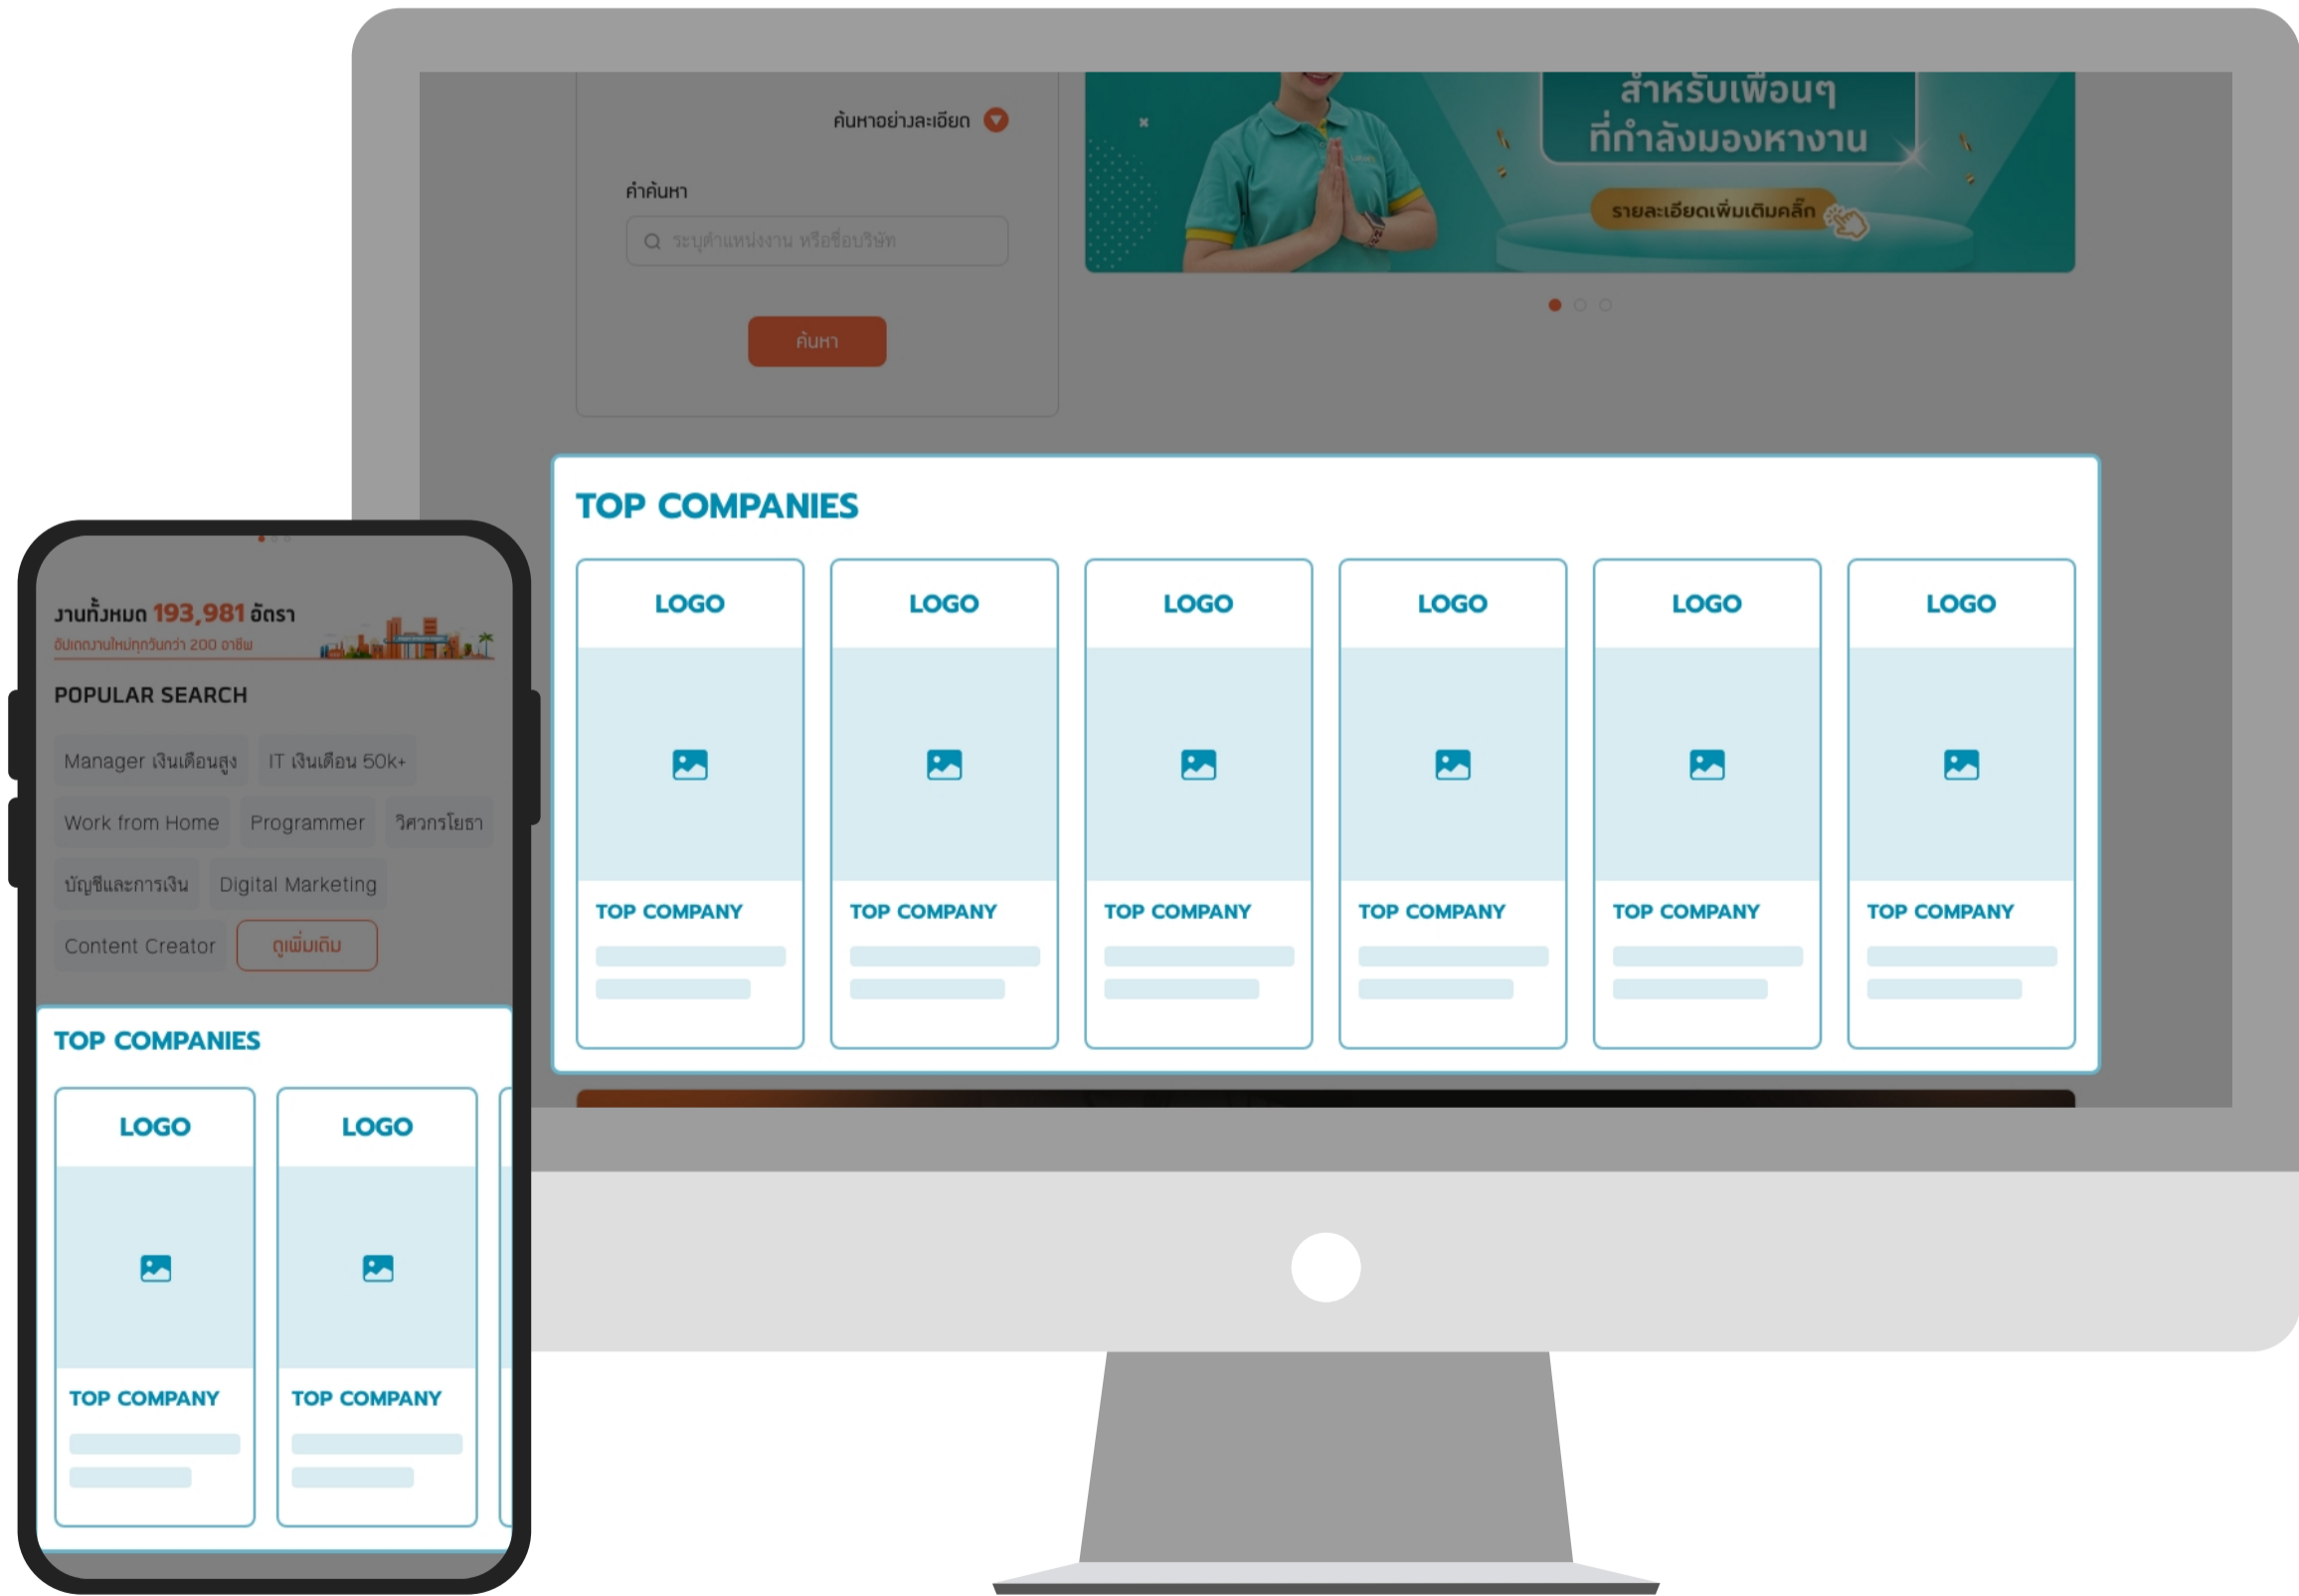 สำหรับเพื่อนๆ
ที่กำลังมองหางาน
รายละเอียดเพิ่มเติมคลิ๊ก
ค้นหาอย่างละเอียด
คำค้นหา
ระบุตำแหน่งงาน หรือชื่อบริษัท
ค้นหา
TOP COMPANIES
LOGO LOGO LOGO LOGO LOGO LOGO
TOP COMPANY TOP COMPANY TOP COMPANY TOP COMPANY TOP COMPANY TOP COMPANY
งานทั้งหมด 193,981 อัตรา
อัปเดตงานใหม่ทุกวันกว่า 200 อาชีพ
POPULAR SEARCH
Manager เงินเดือนสูง IT เงินเดือน 50k+
Work from Home Programmer วิศวกรโยธา
บัญชีและการเงิน Digital Marketing
Content Creator ดูเพิ่มเติม
TOP COMPANIES
LOGO LOGO
TOP COMPANY TOP COMPANY